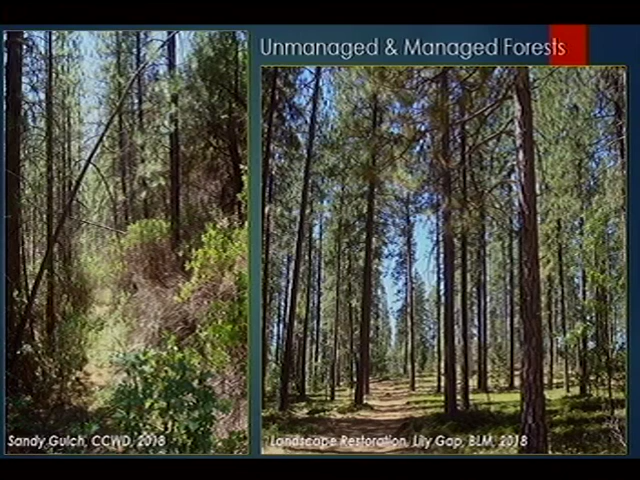 Unmanaged & Managed Forests
Sandy Gulch, CCWD, 2018
Landscape Restoration, Lily Gap, BLM, 2018